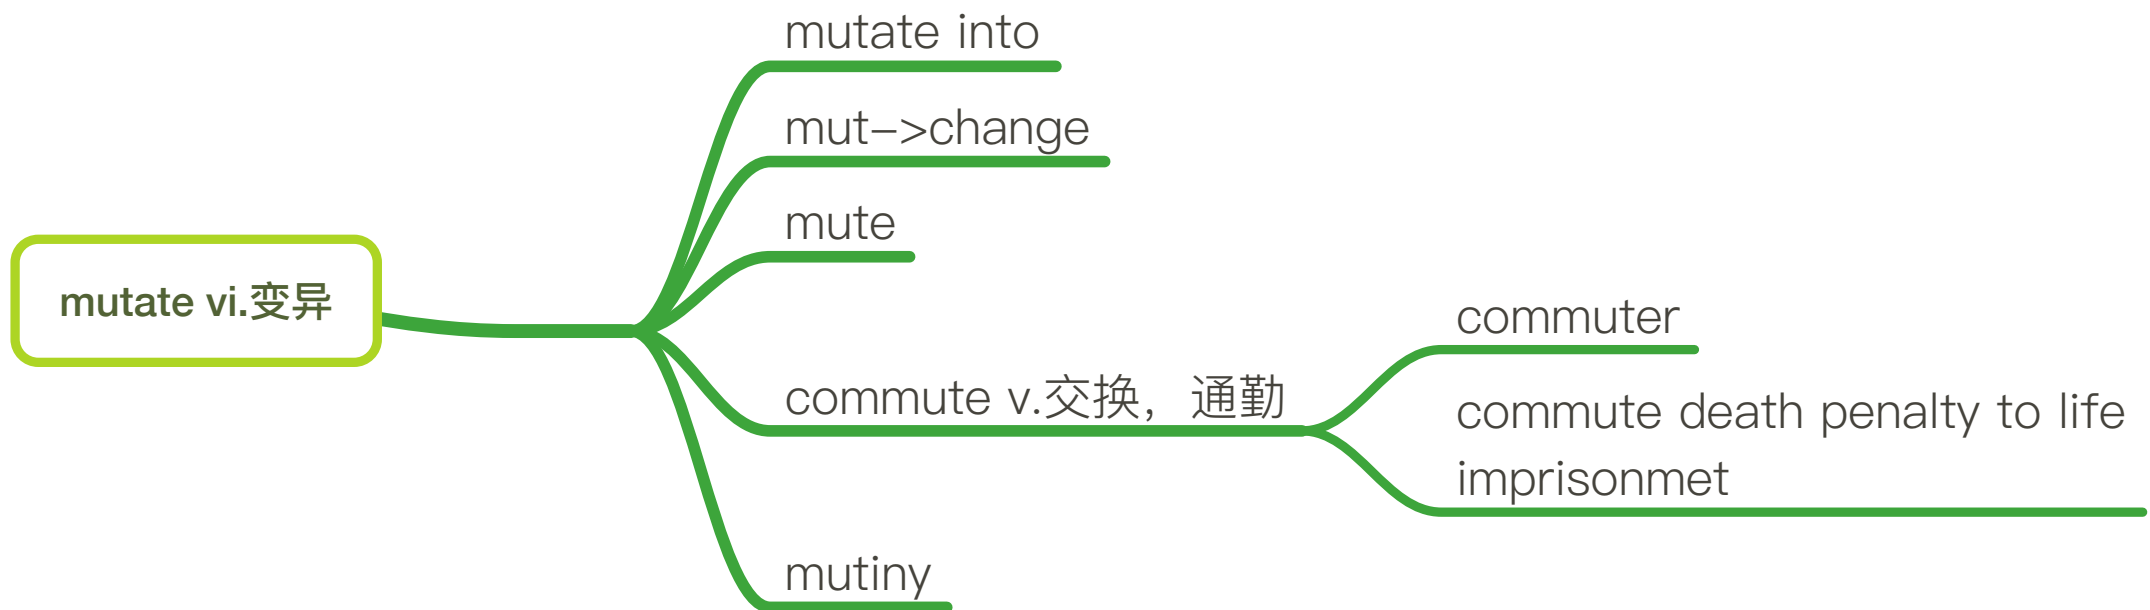 mutate vi.变异
mutate into
mut->change
mute
commute v.交换，通勤
commuter
commute death penalty to life
imprisonmet
mutiny